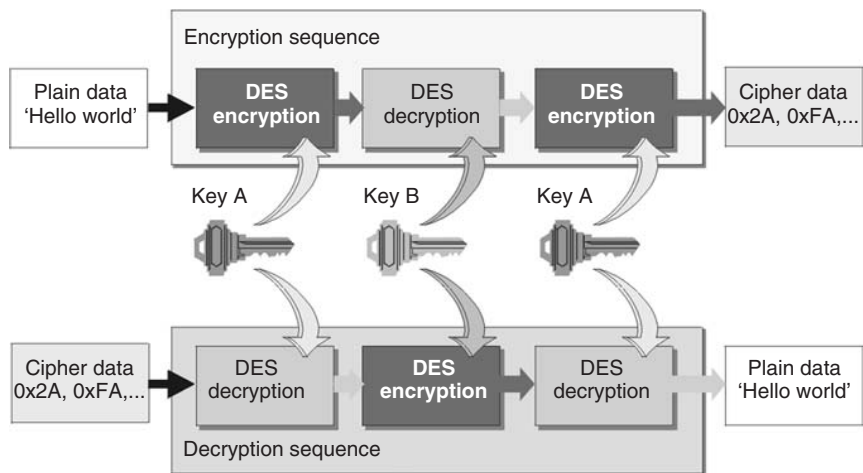 Encryption sequence
Plain data
‘Hello world’
DES
encryption
DES
decryption
DES
encryption
Cipher data
0x2A, 0xFA,...
Key A
Key B
Key A
Cipher data
0x2A, 0xFA,...
DES
decryption
DES
encryption
DES
decryption
Plain data
‘Hello world’
Decryption sequence